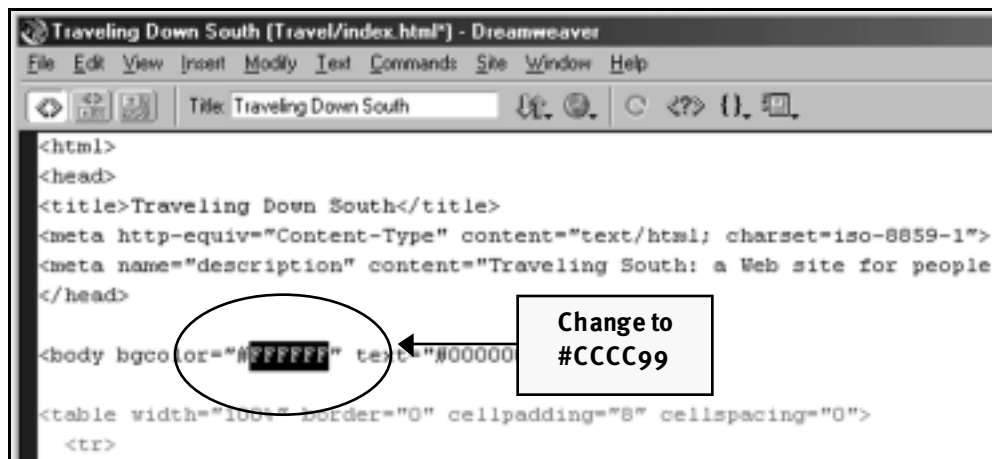 Traveling Down South (Travel/index.html*) - Dreamweaver
File Edit View Insert Modify Text Commands Site Window Help
Title: Traveling Down South
<html>
<head>
<title>Traveling Down South</title>
<meta http-equiv="Content-Type" content="text/html; charset=iso-8859-1">
<meta name="description" content="Traveling South: a Web site for people
</head>
Change to
#CCCC99
<body bgcolor="#FFFFFF" text="#000000
<table width="100%" border="0" cellpadding="8" cellspacing="0">
<tr>